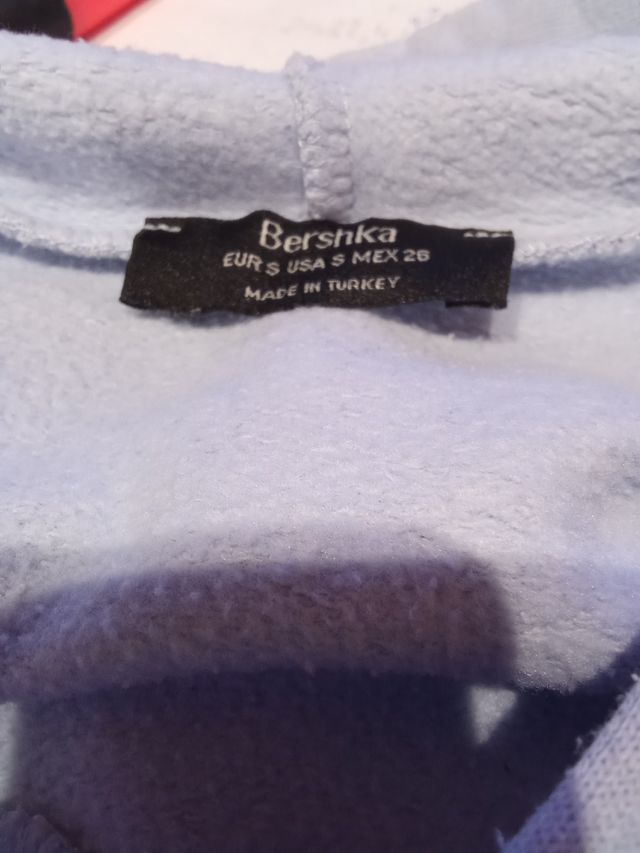 Bershka
EUR S USA S MEX 26
MADE IN TURKEY